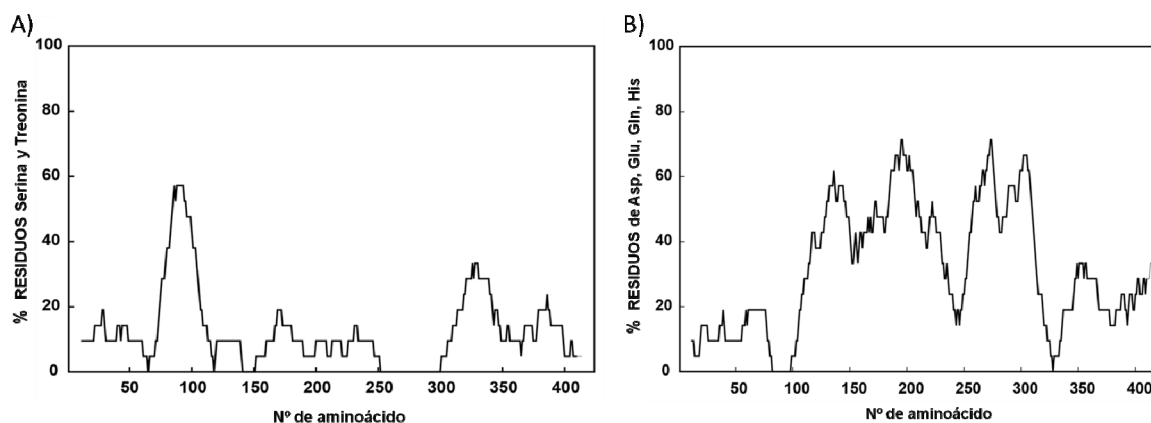 A)
100
80
60
40
20
0
% RESIDUOS Serina y Treonina
50 100 150 200 250 300 350 400
Nº de aminoácido
B)
100
80
60
40
20
0
% RESIDUOS de Asp, Glu, Gln, His
50 100 150 200 250 300 350 400
Nº de aminoácido